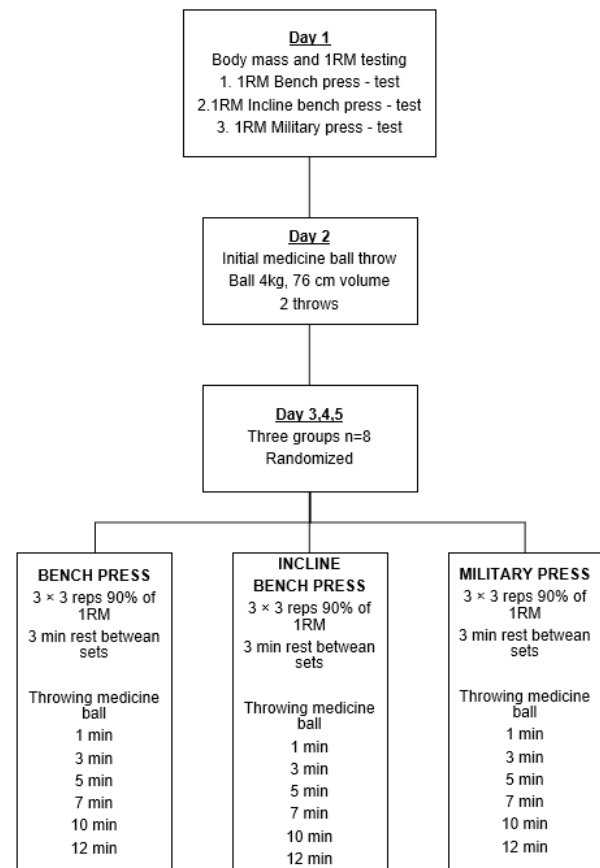 Day 1
Body mass and 1RM testing
1. 1RM Bench press - test
2.1RM Incline bench press - test
3. 1RM Military press - test
Day 2
Initial medicine ball throw
Ball 4kg, 76 cm volume
2 throws
Day 3,4,5
Three groups n=8
Randomized
BENCH PRESS
3 × 3 reps 90% of
1RM
3 min rest betwean
sets
Throwing medicine
ball
1 min
3 min
5 min
7 min
10 min
12 min
INCLINE
BENCH PRESS
3 × 3 reps 90% of
1RM
3 min rest betwean
sets
Throwing medicine
ball
1 min
3 min
5 min
7 min
10 min
12 min
MILITARY PRESS
3 × 3 reps 90% of
1RM
3 min rest betwean
sets
Throwing medicine
ball
1 min
3 min
5 min
7 min
10 min
12 min